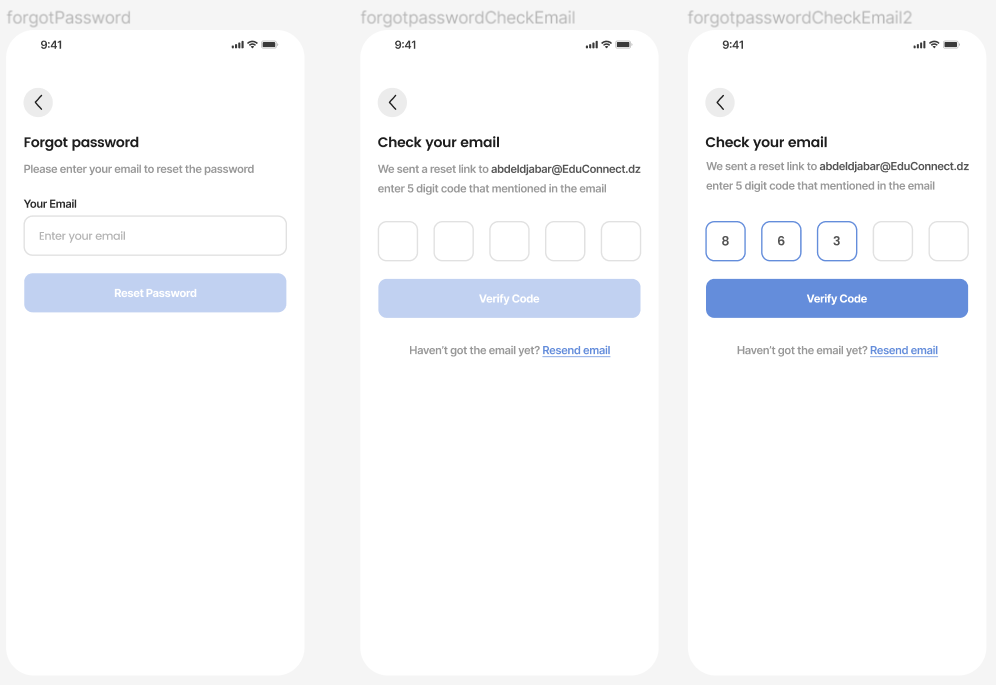 forgotPassword
9:41
Forgot password
Please enter your email to reset the password
Your Email
Enter your email
Reset Password
forgotpasswordCheckEmail
9:41
Check your email
We sent a reset link to abdeldjabar@EduConnect.dz
enter 5 digit code that mentioned in the email
Verify Code
Haven't got the email yet? Resend email
forgotpasswordCheckEmail2
9:41
Check your email
We sent a reset link to abdeldjabar@EduConnect.dz
enter 5 digit code that mentioned in the email
8 6 3
Verify Code
Haven't got the email yet? Resend email